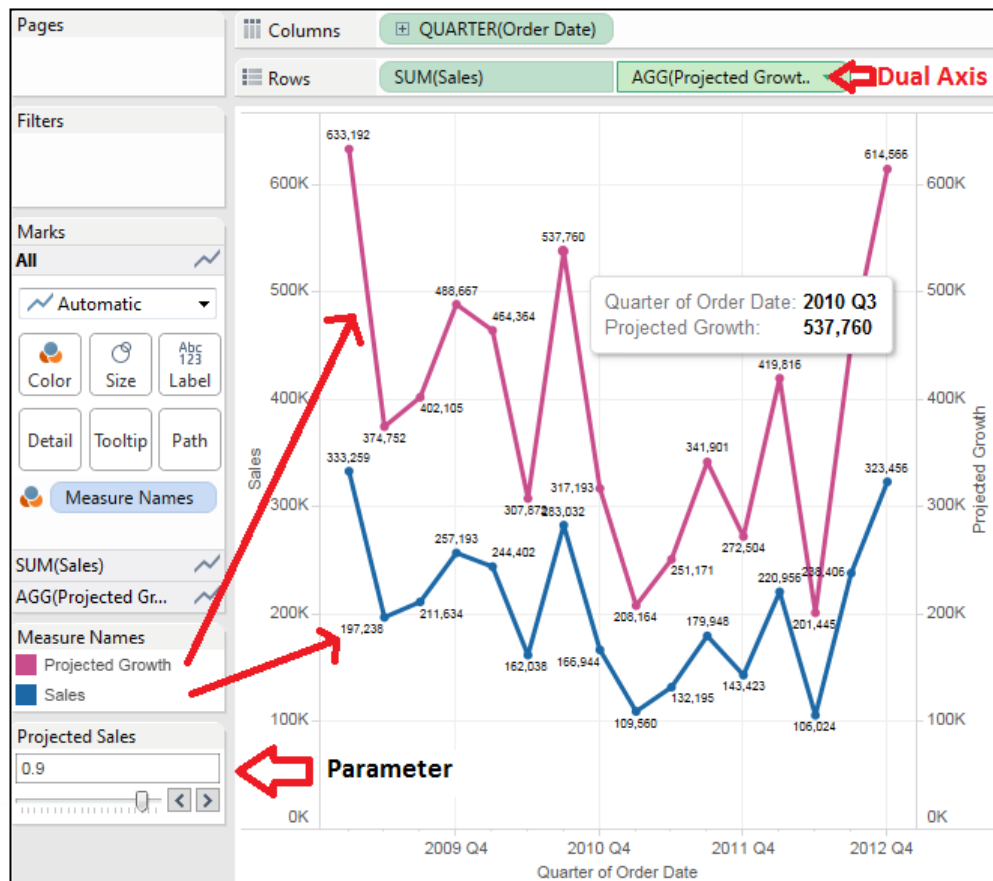 Pages
Columns
QUARTER(Order Date)
Rows
SUM(Sales)
AGG(Projected Growt..
Dual Axis
Filters
Marks
All
Automatic
Color
Size
Abc
123
Label
Detail
Tooltip
Path
Measure Names
SUM(Sales)
AGG(Projected Gr...
Measure Names
Projected Growth
Sales
Projected Sales
0.9
Parameter
633,192
614,566
600K
600K
537,760
500K
500K
488,667
464,364
Quarter of Order Date: 2010 Q3
Projected Growth: 537,760
419,816
400K
400K
402,105
374,752
341,901
333,259
323,456
Sales
Projected Growth
317,193
300K
300K
307,872
283,032
272,504
257,193
251,171
244,402
238,406
220,956
208,164
201,445
211,634
200K
200K
197,238
179,948
162,038
166,944
143,423
132,195
109,560
106,024
100K
100K
0K
0K
2009 Q4
2010 Q4
2011 Q4
2012 Q4
Quarter of Order Date